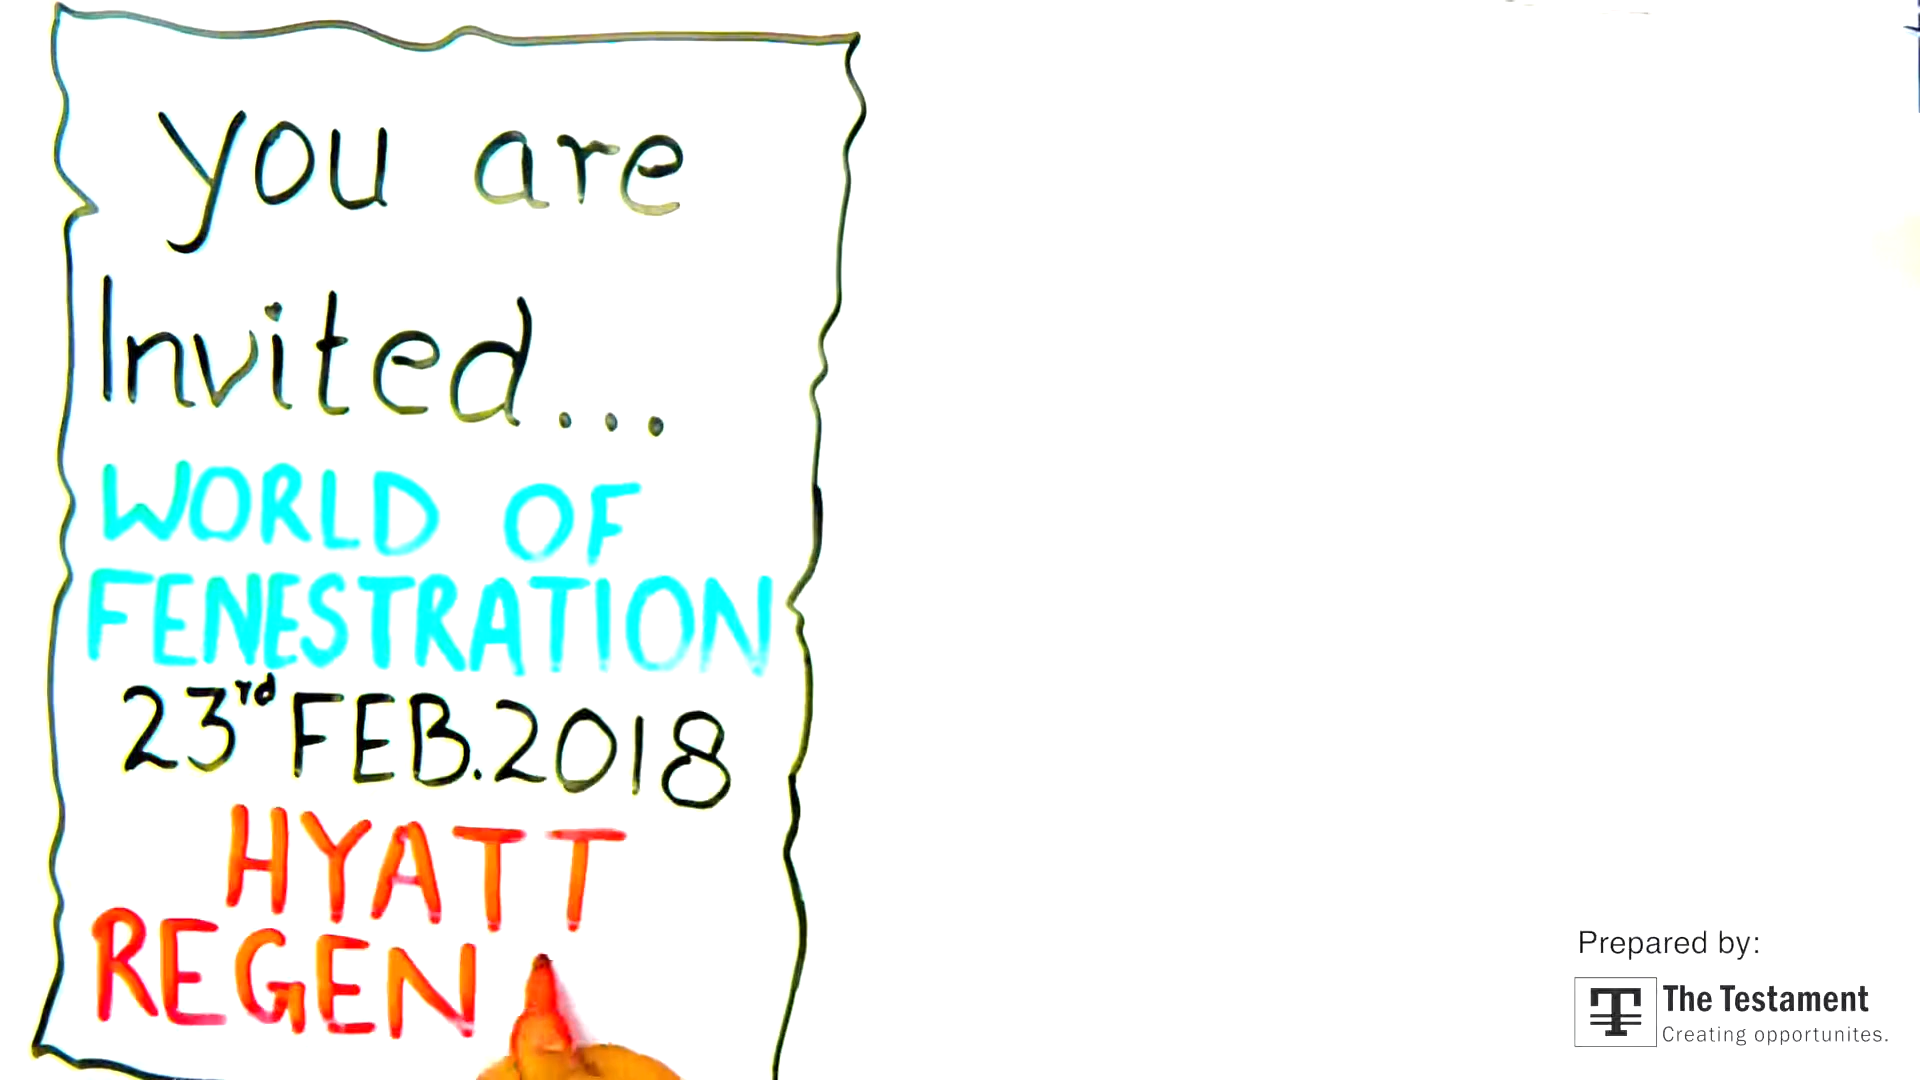 you are
Invited...
WORLD OF
FENESTRATION
23rd FEB.2018
HYATT
REGEN
Prepared by:
The Testament
Creating opportunites.